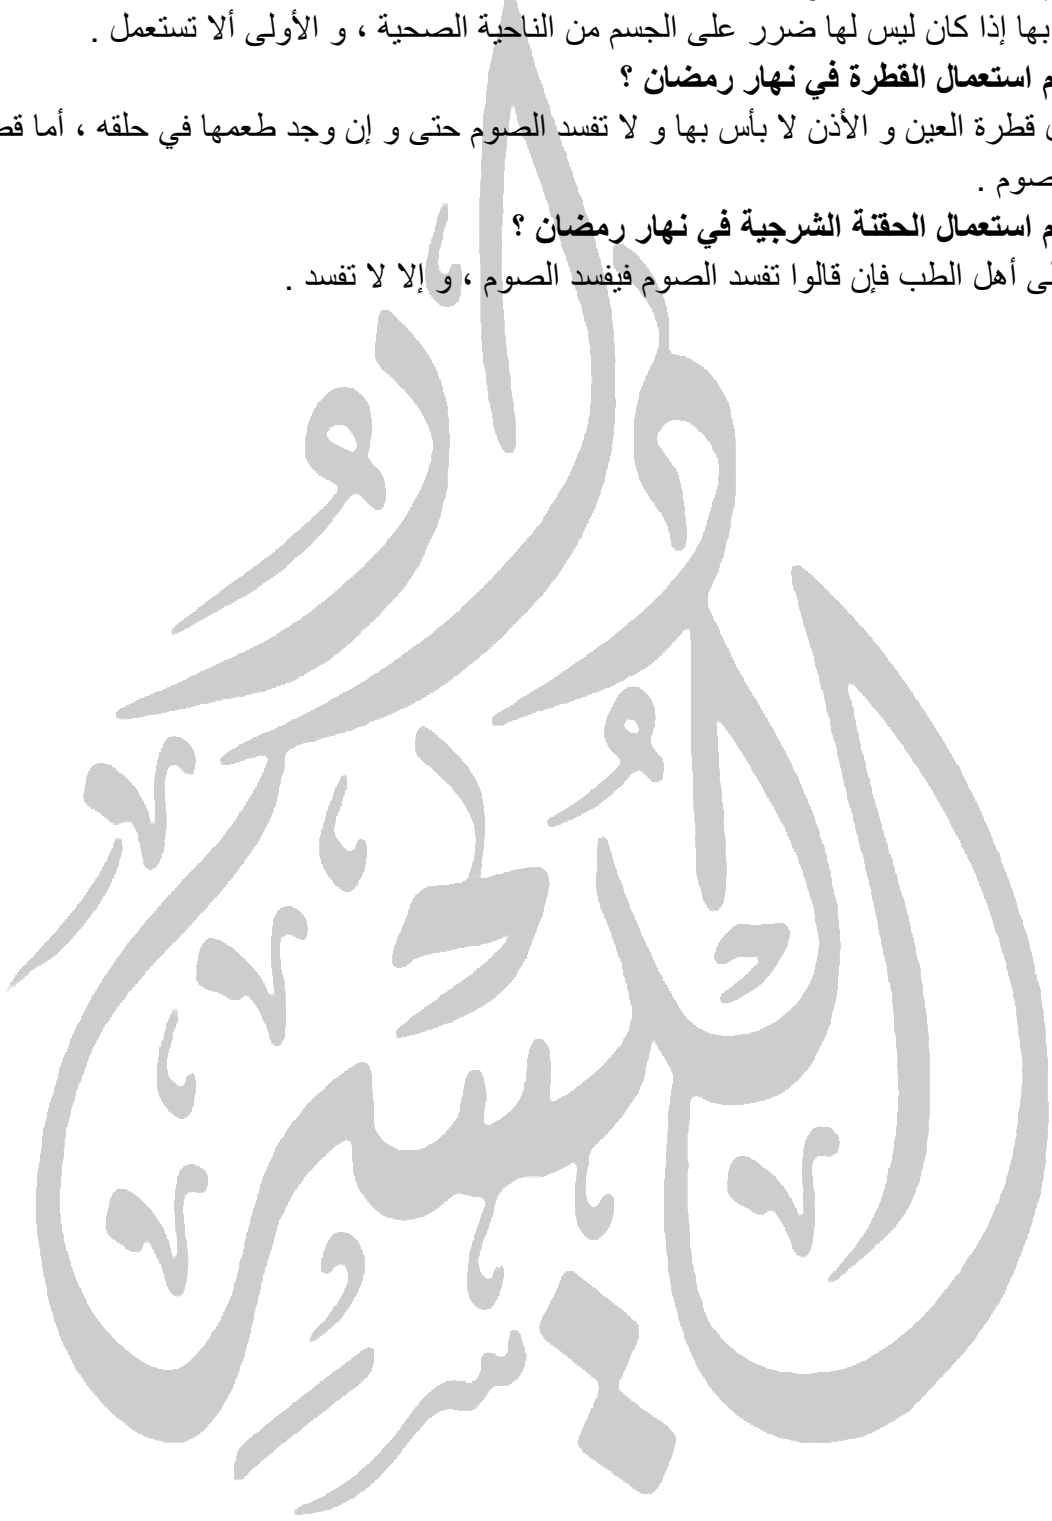 بها إذا كان ليس لها ضرر على الجسم من الناحية الصحية ، و الأولى ألا تستعمل .
م استعمال القطرة في نهار رمضان ؟
قطرة العين و الأذن لا بأس بها و لا تفسد الصوم حتى و إن وجد طعمها في حلقه ، أما
صوم .
م استعمال الحقنة الشرجية في نهار رمضان ؟
أهل الطب فإن قالوا تفسد الصوم فيفسد الصوم ، و إلا لا تفسد .